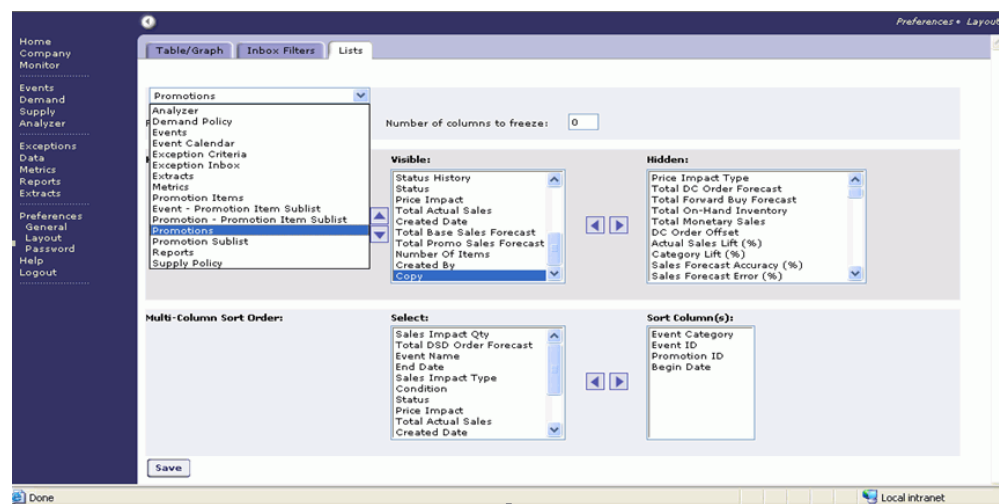 Preferences • Layout
Home
Company
Monitor
Events
Demand
Supply
Analyzer
Exceptions
Data
Metrics
Reports
Extracts
Preferences
General
Layout
Password
Help
Logout
Table/Graph
Inbox Filters
Lists
Promotions
Analyzer
Demand Policy
Events
Event Calendar
Exception Criteria
Exception Inbox
Extracts
Metrics
Promotion Items
Event - Promotion Item Sublist
Promotion - Promotion Item Sublist
Promotions
Promotion Sublist
Reports
Supply Policy
Number of columns to freeze: 0
Visible:
Status History
Status
Price Impact
Total Actual Sales
Created Date
Total Base Sales Forecast
Total Promo Sales Forecast
Number Of Items
Created By
Copy
Hidden:
Price Impact Type
Total DC Order Forecast
Total Forward Buy Forecast
Total On-Hand Inventory
Total Monetary Sales
DC Order Offset
Actual Sales Lift (%)
Category Lift (%)
Sales Forecast Accuracy (%)
Sales Forecast Error (%)
Multi-Column Sort Order:
Select:
Sales Impact Qty
Total DSD Order Forecast
Event Name
End Date
Sales Impact Type
Condition
Status
Price Impact
Total Actual Sales
Created Date
Sort Column(s):
Event Category
Event ID
Promotion ID
Begin Date
Save
Done
Local intranet